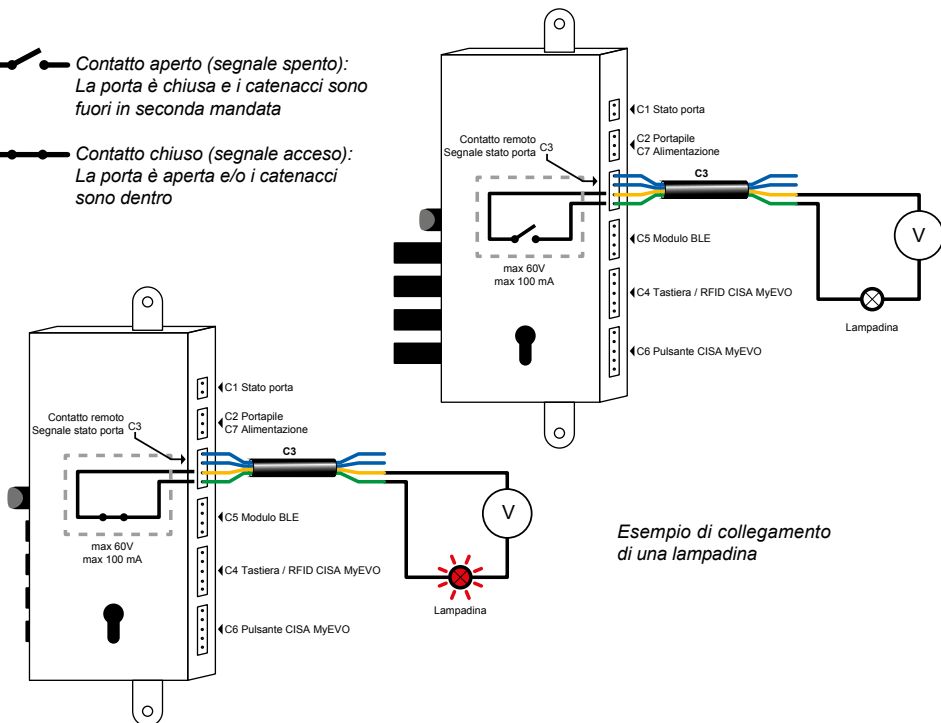 Contatto aperto (segnale spento):
La porta è chiusa e i catenacci sono
fuori in seconda mandata
Contatto chiuso (segnale acceso):
La porta è aperta e/o i catenacci
sono dentro
C1 Stato porta
C2 Portapile
C7 Alimentazione
Contatto remoto
Segnale stato porta C3
C3
C5 Modulo BLE
max 60V
max 100 mA
C4 Tastiera / RFID CISA MyEVO
C6 Pulsante CISA MyEVO
V
Lampadina
C1 Stato porta
C2 Portapile
C7 Alimentazione
Contatto remoto
Segnale stato porta C3
C3
C5 Modulo BLE
max 60V
max 100 mA
C4 Tastiera / RFID CISA MyEVO
C6 Pulsante CISA MyEVO
V
Lampadina
Esempio di collegamento
di una lampadina